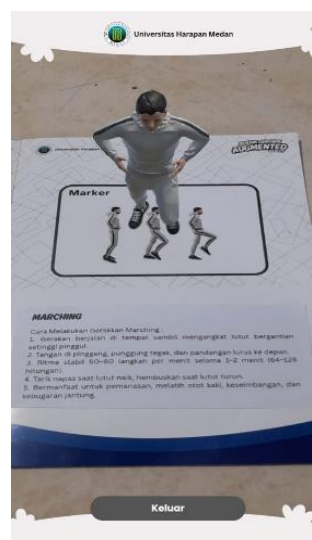 Universitas Harapan Medan
AUGMENTED
Marker
MARCHING
Cara Melakukan Gerakan Marching :
1. Gerakan berjalan di tempat sambil mengangkat lutut bergantian
setinggi pinggul.
2. Tangan di pinggang, punggung tegak, dan pandangan lurus ke depan.
3. Ritme stabil 60-80 langkah per menit selama 1-2 menit (64-128
hitungan).
4. Tarik napas saat lutut naik, hembuskan saat lutut turun.
5. Bermanfaat untuk pemanasan, melatih otot kaki, keseimbangan, dan
kebugaran jantung.
Keluar